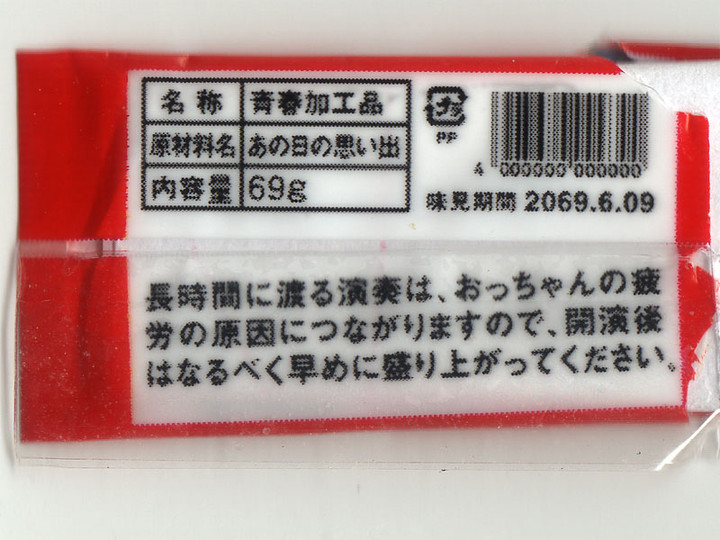 名称 青春加工品
原材料名 あの日の思い出
内容量 69g
プラ
PP
4 000000 000000
味見期間 2069.6.09
長時間に渡る演奏は、おっちゃんの疲
労の原因につながりますので、開演後
はなるべく早めに盛り上がってください。